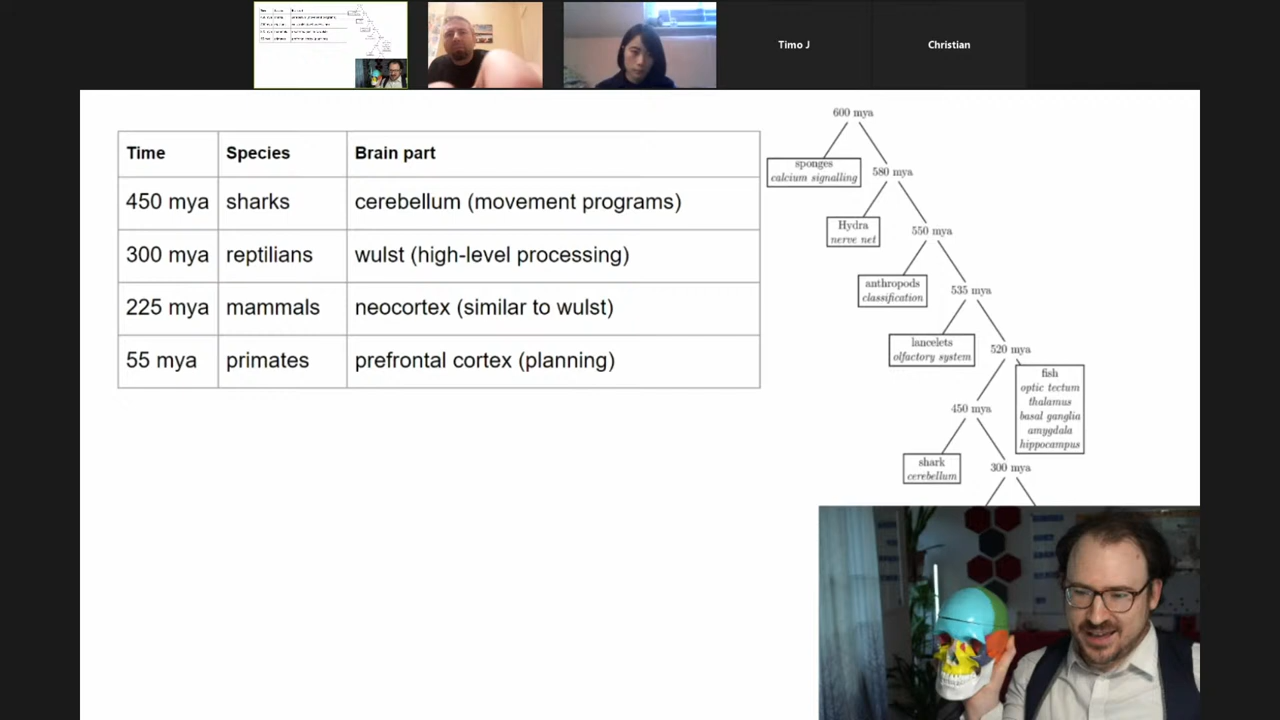 Timo J
Christian
Time Species Brain part
450 mya sharks cerebellum (movement programs)
300 mya reptilians wulst (high-level processing)
225 mya mammals neocortex (similar to wulst)
55 mya primates prefrontal cortex (planning)
600 mya
sponges
calcium signalling
580 mya
Hydra
nerve net
550 mya
anthropods
classification
535 mya
lancelets
olfactory system
520 mya
fish
optic tectum
thalamus
basal ganglia
amygdala
hippocampus
450 mya
shark
cerebellum
300 mya